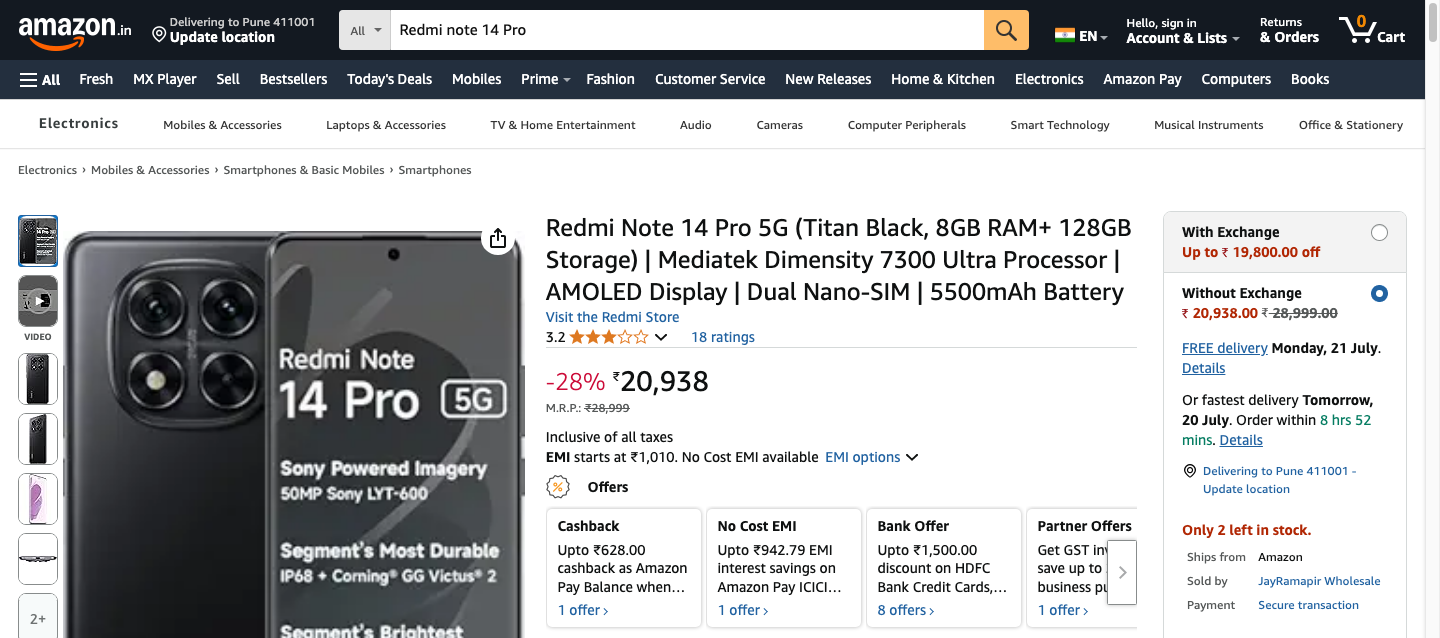 amazon.in
Delivering to Pune 411001
Update location
All
Redmi note 14 Pro
EN
Hello, sign in
Account & Lists
Returns
& Orders
0
Cart
All
Fresh
MX Player
Sell
Bestsellers
Today's Deals
Mobiles
Prime
Fashion
Customer Service
New Releases
Home & Kitchen
Electronics
Amazon Pay
Computers
Books
Electronics
Mobiles & Accessories
Laptops & Accessories
TV & Home Entertainment
Audio
Cameras
Computer Peripherals
Smart Technology
Musical Instruments
Office & Stationery
Electronics › Mobiles & Accessories › Smartphones & Basic Mobiles › Smartphones
VIDEO
2+
Redmi Note
14 Pro 5G
Sony Powered Imagery
50MP Sony LYT-600
Segment's Most Durable
IP68 + Corning® GG Victus® 2
Segment's Brightest
Redmi Note 14 Pro 5G (Titan Black, 8GB RAM+ 128GB
Storage) | Mediatek Dimensity 7300 Ultra Processor |
AMOLED Display | Dual Nano-SIM | 5500mAh Battery
Visit the Redmi Store
3.2
18 ratings
-28% ₹20,938
M.R.P.: ₹28,999
Inclusive of all taxes
EMI starts at ₹1,010. No Cost EMI available EMI options
Offers
Cashback
Upto ₹628.00
cashback as Amazon
Pay Balance when…
1 offer ›
No Cost EMI
Upto ₹942.79 EMI
interest savings on
Amazon Pay ICICI…
1 offer ›
Bank Offer
Upto ₹1,500.00
discount on HDFC
Bank Credit Cards,…
8 offers ›
Partner Offers
Get GST inv
save up to
business pu
1 offer ›
With Exchange
Up to ₹ 19,800.00 off
Without Exchange
₹ 20,938.00 ₹ 28,999.00
FREE delivery Monday, 21 July.
Details
Or fastest delivery Tomorrow,
20 July. Order within 8 hrs 52
mins. Details
Delivering to Pune 411001 -
Update location
Only 2 left in stock.
Ships from Amazon
Sold by JayRamapir Wholesale
Payment Secure transaction